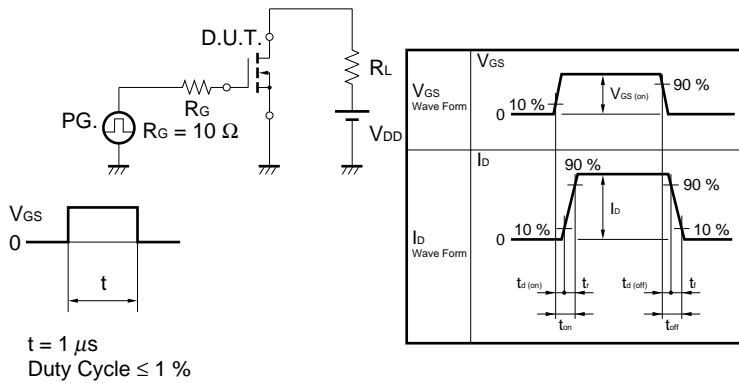 D.U.T.
RL
RG
PG.
RG = 10 Ω
VDD
VGS
0
t
t = 1 μs
Duty Cycle ≤ 1 %
VGS
Wave Form
VGS
10 %
0
VGS (on)
90 %
ID
Wave Form
ID
90 %
90 %
10 %
ID
10 %
0
td (on)
tr
td (off)
tf
ton
toff